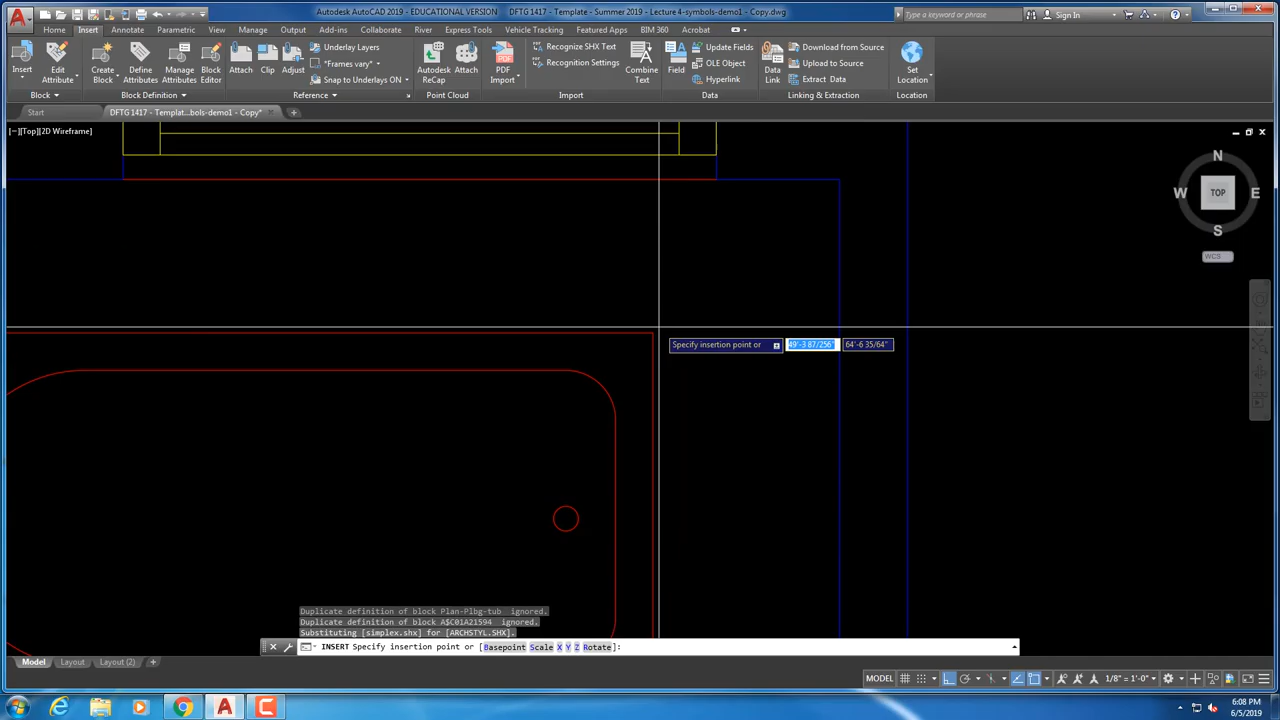 Autodesk AutoCAD 2019 - EDUCATIONAL VERSION DFTG 1417 - Template - Summer 2019 - Lecture 4-symbols-demo1 - Copy.dwg
Type a keyword or phrase
Sign In
Home Insert Annotate Parametric View Manage Output Add-ins Collaborate River Express Tools Vehicle Tracking Featured Apps BIM 360 Acrobat
Insert
Edit Attribute
Create Block
Define Attributes
Manage Attributes
Block Editor
Attach
Clip
Adjust
Underlay Layers
*Frames vary*
Snap to Underlays ON
Autodesk ReCap
Attach
PDF Import
Recognize SHX Text
Recognition Settings
Combine Text
Field
Update Fields
OLE Object
Hyperlink
Data Link
Download from Source
Upload to Source
Extract Data
Set Location
Block Block Definition Reference Point Cloud Import Data Linking & Extraction Location
Start DFTG 1417 - Templat...bols-demo1 - Copy*
[−][Top][2D Wireframe]
N
W TOP E
S
WCS
Specify insertion point or 49'-3 87/256" 64'-6 35/64"
Duplicate definition of block Plan-Plbg-tub ignored.
Duplicate definition of block A$C01A21594 ignored.
Substituting [simplex.shx] for [ARCHSTYL.SHX].
INSERT Specify insertion point or [Basepoint Scale X Y Z Rotate]:
Model Layout Layout (2)
MODEL 1/8" = 1'-0"
6:08 PM
6/5/2019